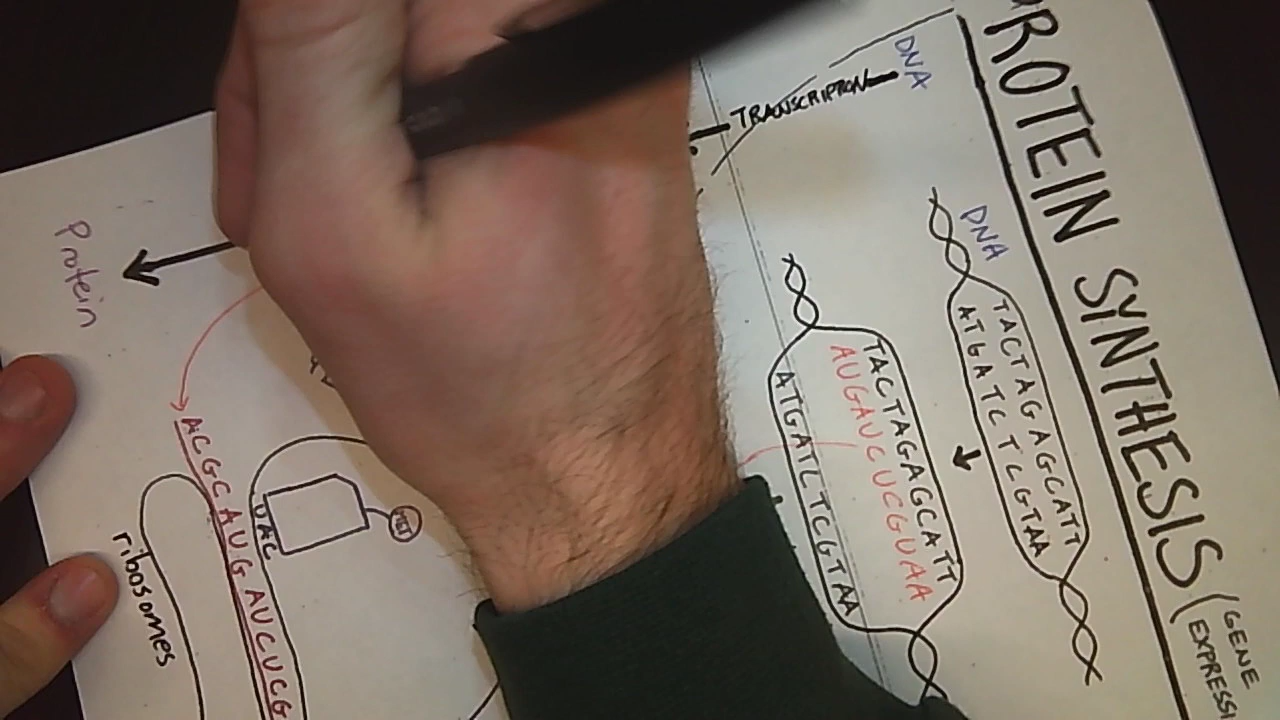 PROTEIN SYNTHESIS (GENE
EXPRESSI
DNA
TRANSCRIPTION
DNA
TACTAGAGCATT
ATGATCTCGTAA
TACTAGAGCATT
AUGAUCUCGUAA
ATGATCTCGTAA
Protein
MET
UAC
ACGCAUGAUCUCG
ribosomes